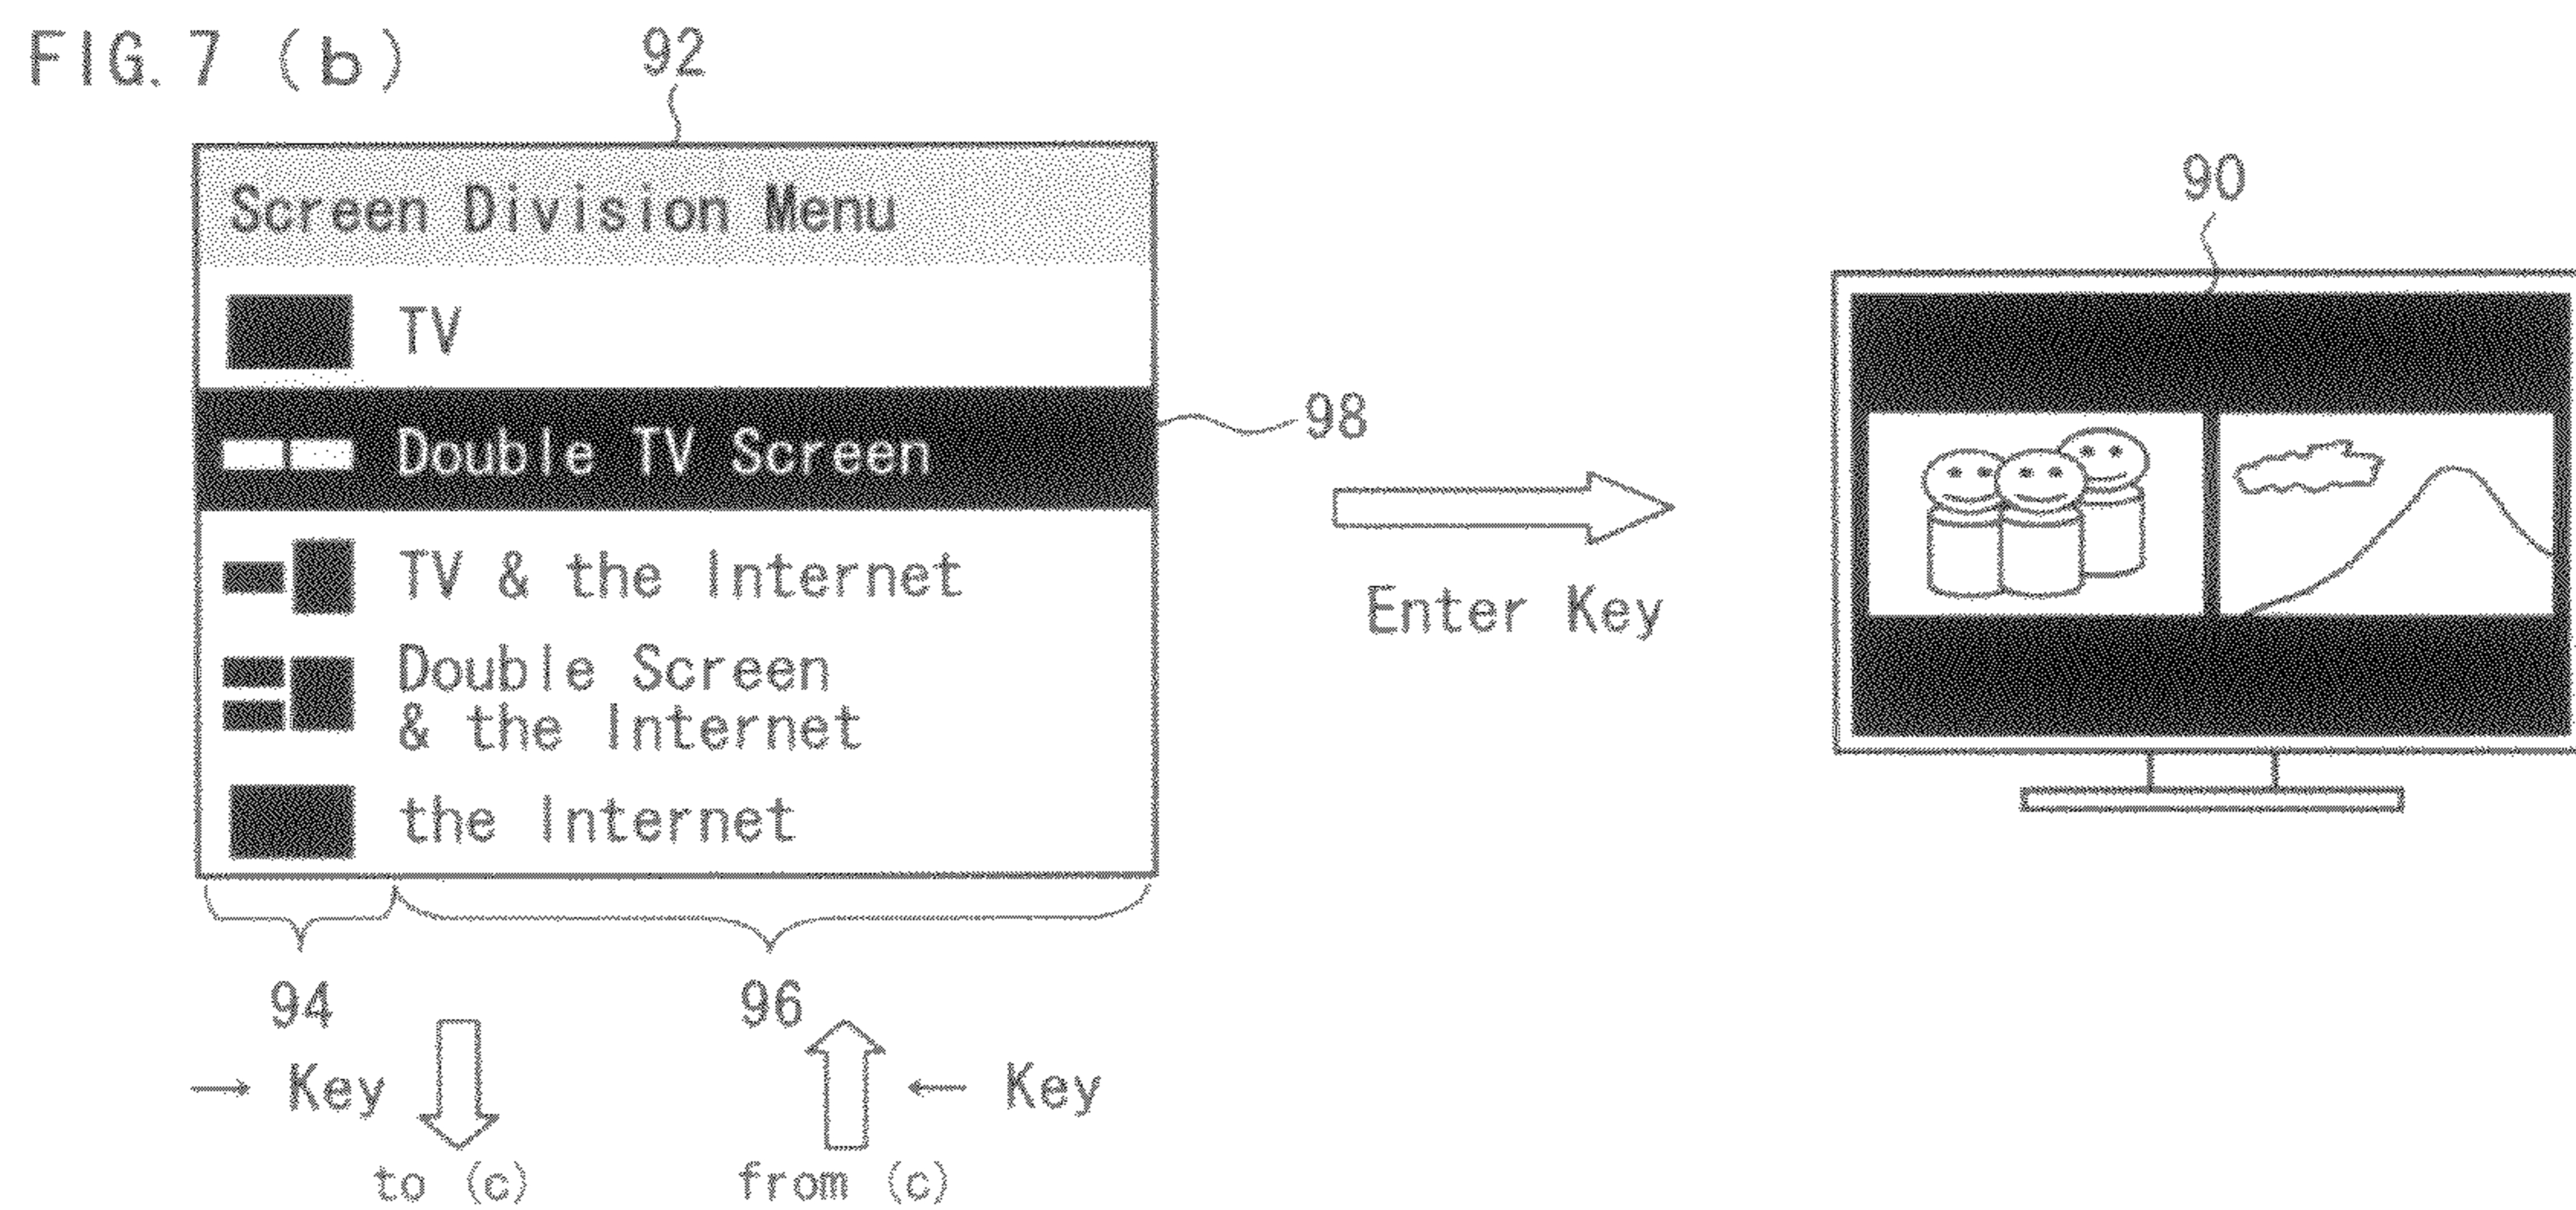 FIG. 7 (b)
92
Screen Division Menu
TV
Double TV Screen
TV & the Internet
Double Screen
& the Internet
the Internet
98
Enter Key
90
94
96
→ Key
← Key
to (c)
from (c)